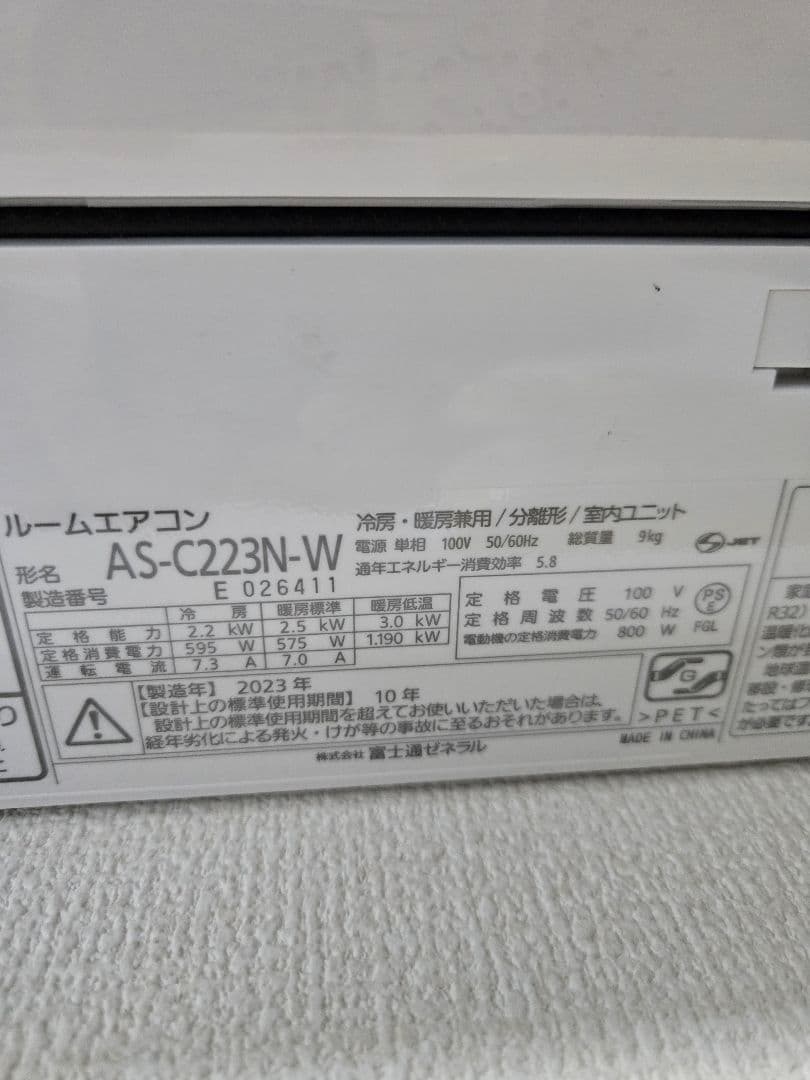 ルームエアコン
冷房・暖房兼用/分離形/室内ユニット
形名 AS-C223N-W
電源 単相 100V 50/60Hz 総質量 9kg
JET
製造番号 E 026411
通年エネルギー消費効率 5.8
冷房 暖房標準 暖房低温
定格能力 2.2 kW 2.5 kW 3.0 kW
定格消費電力 595 W 575 W 1.190 kW
運転電流 7.3 A 7.0 A
定格電圧 100 V
定格周波数 50/60 Hz
電動機の定格消費電力 800 W
PS
E
FGL
【製造年】 2023 年
【設計上の標準使用期間】 10 年
設計上の標準使用期間を超えてお使いいただいた場合は、
経年劣化による発火・けが等の事故に至るおそれがあります。
G
>PET<
株式会社 富士通ゼネラル
MADE IN CHINA
R32)